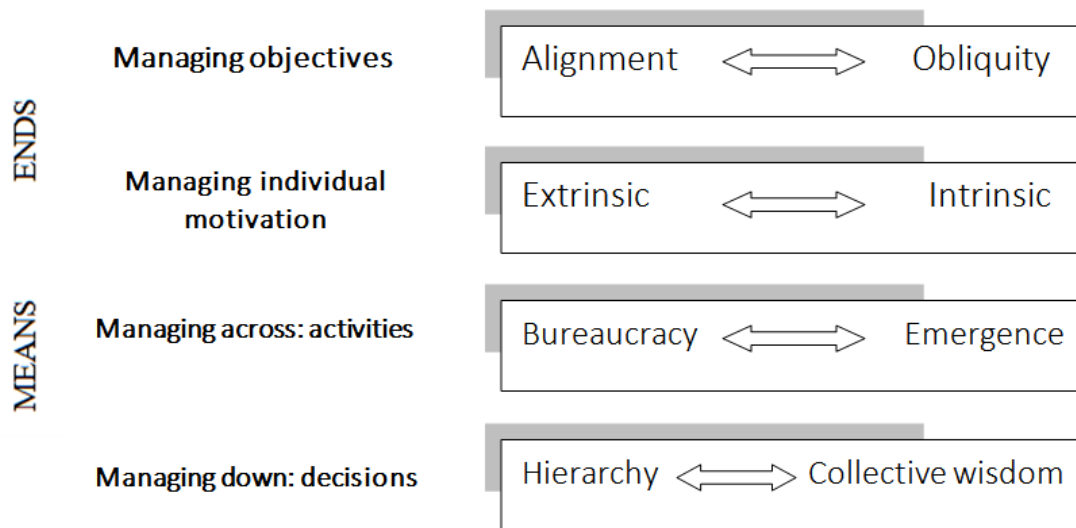 ENDS
Managing objectives
Alignment Obliquity
Managing individual
motivation
Extrinsic Intrinsic
MEANS
Managing across: activities
Bureaucracy Emergence
Managing down: decisions
Hierarchy Collective wisdom